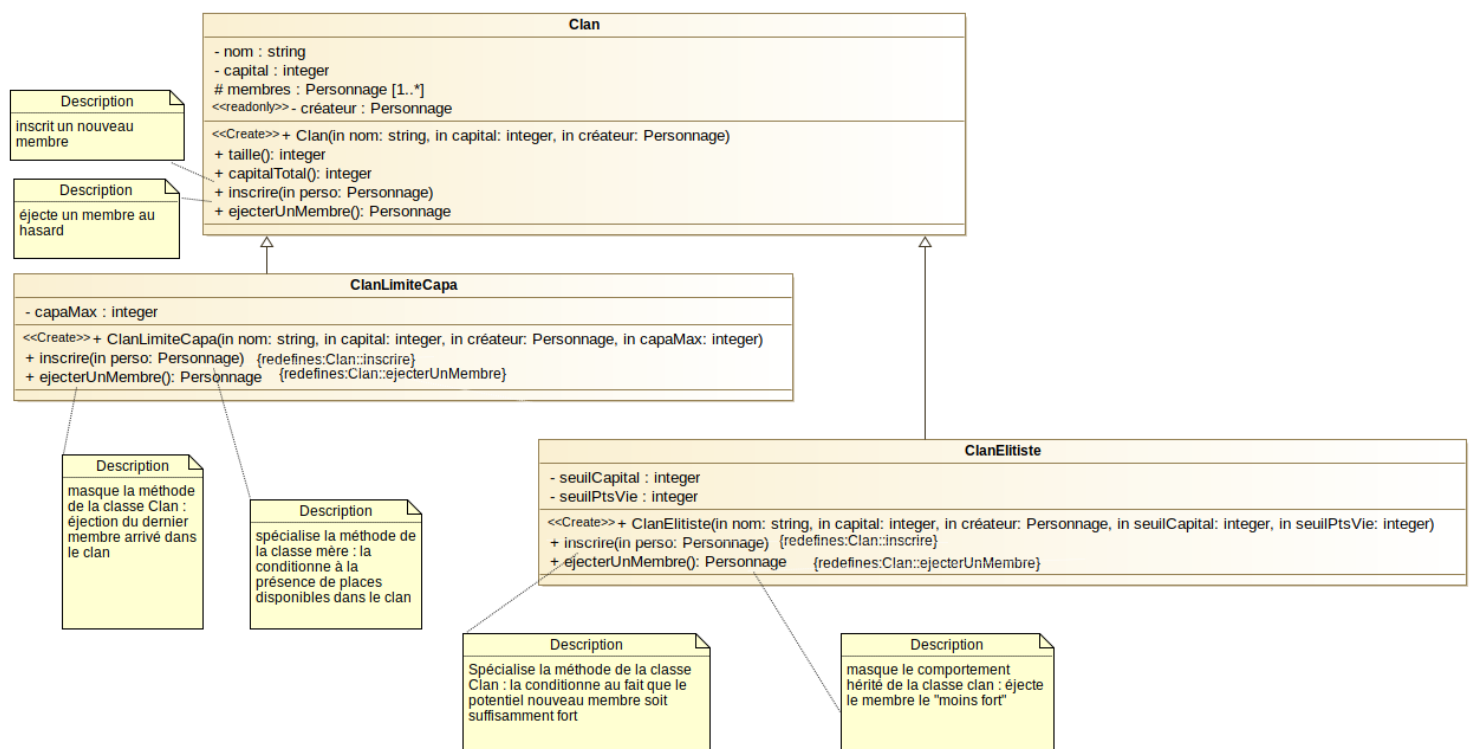 Clan
- nom : string
- capital : integer
# membres : Personnage [1..*]
<<readonly>> - créateur : Personnage
<<Create>> + Clan(in nom: string, in capital: integer, in créateur: Personnage)
+ taille(): integer
+ capitalTotal(): integer
+ inscrire(in perso: Personnage)
+ ejecterUnMembre(): Personnage
Description
inscrit un nouveau
membre
Description
éjecte un membre au
hasard
ClanLimiteCapa
- capaMax : integer
<<Create>> + ClanLimiteCapa(in nom: string, in capital: integer, in créateur: Personnage, in capaMax: integer)
+ inscrire(in perso: Personnage) {redefines:Clan::inscrire}
+ ejecterUnMembre(): Personnage {redefines:Clan::ejecterUnMembre}
Description
masque la méthode
de la classe Clan :
éjection du dernier
membre arrivé dans
le clan
Description
spécialise la méthode de
la classe mère : la
conditionne à la
présence de places
disponibles dans le clan
ClanElitiste
- seuilCapital : integer
- seuilPtsVie : integer
<<Create>> + ClanElitiste(in nom: string, in capital: integer, in créateur: Personnage, in seuilCapital: integer, in seuilPtsVie: integer)
+ inscrire(in perso: Personnage) {redefines:Clan::inscrire}
+ ejecterUnMembre(): Personnage {redefines:Clan::ejecterUnMembre}
Description
Spécialise la méthode de la classe
Clan : la conditionne au fait que le
potentiel nouveau membre soit
suffisamment fort
Description
masque le comportement
hérité de la classe clan : éjecte
le membre le "moins fort"